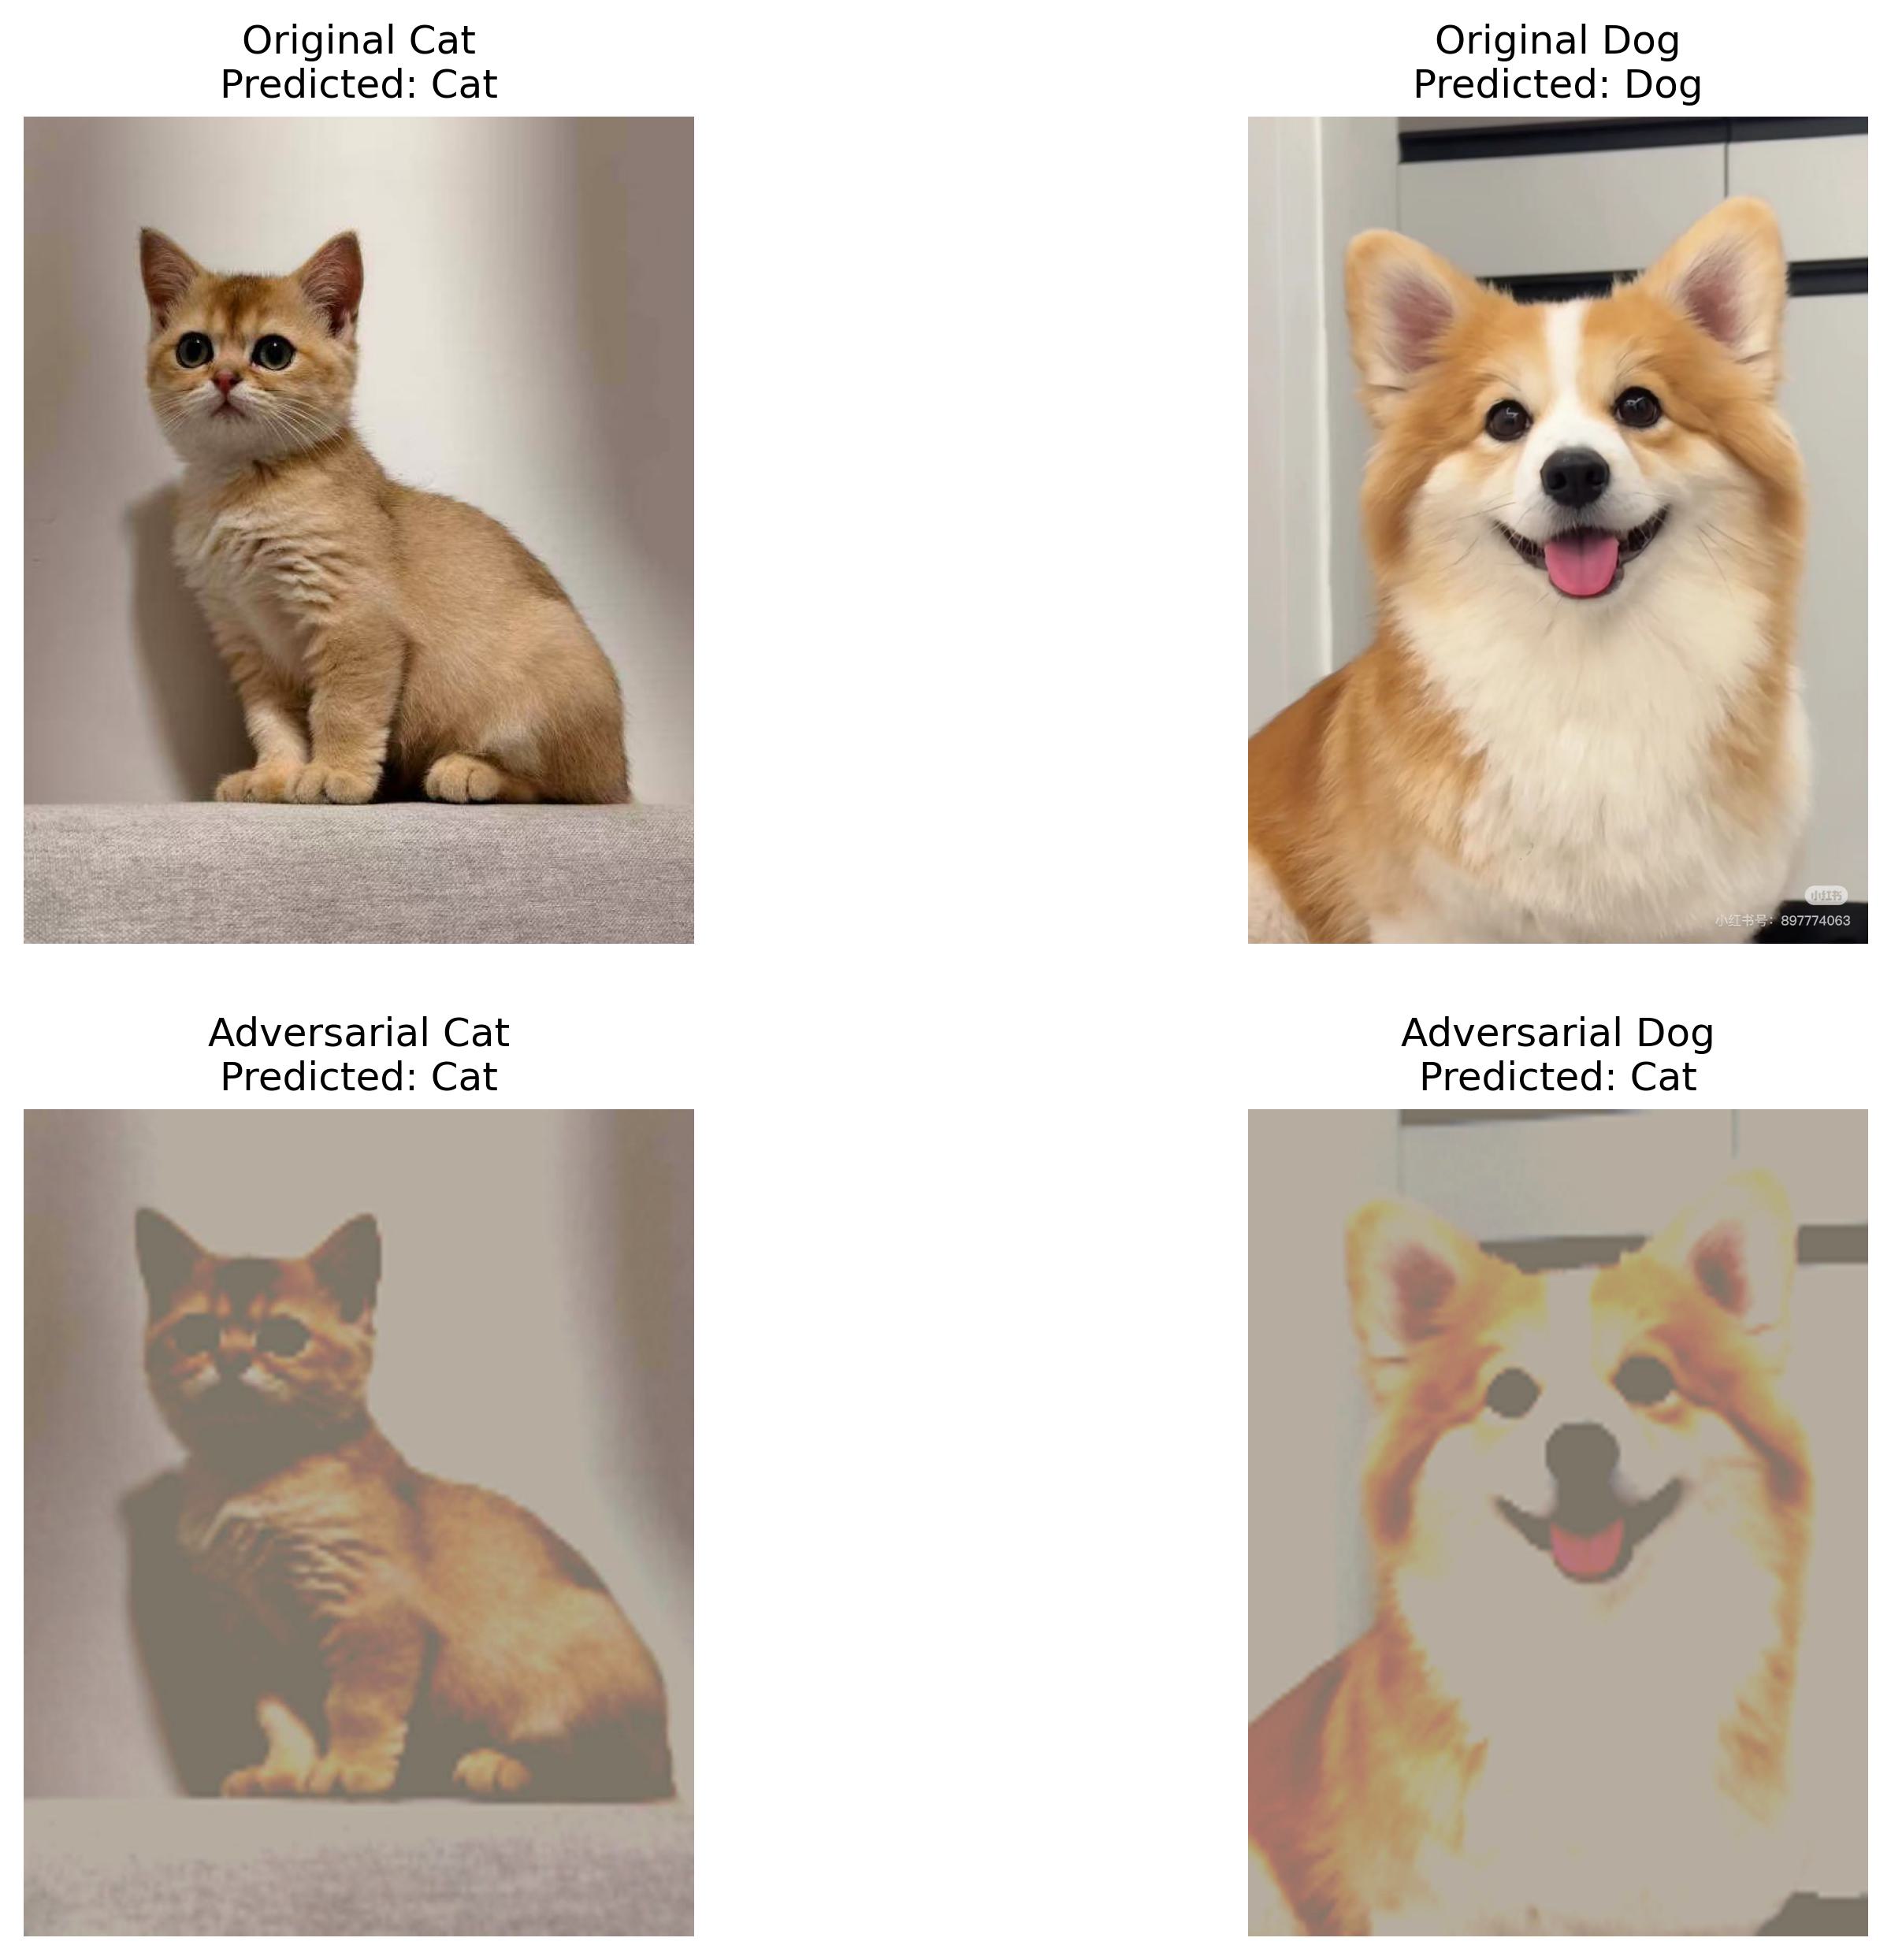 Original Cat
Predicted: Cat
Original Dog
Predicted: Dog
小红书
小红书号: 897774063
Adversarial Cat
Predicted: Cat
Adversarial Dog
Predicted: Cat